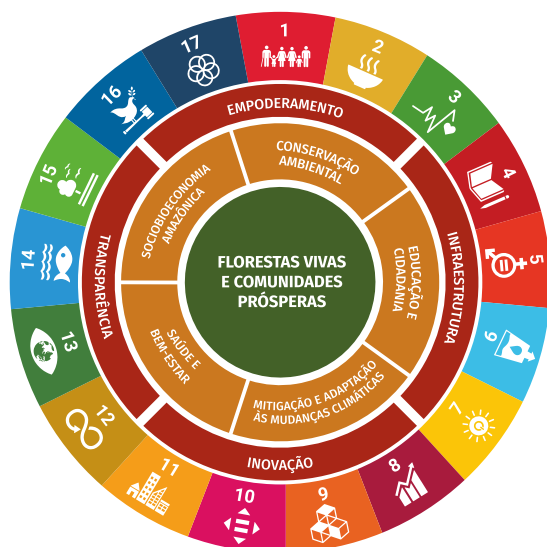 1
2
3
4
5
6
7
8
9
10
11
12
13
14
15
16
17
EMPODERAMENTO
INFRAESTRUTURA
INOVAÇÃO
TRANSPARÊNCIA
CONSERVAÇÃO
AMBIENTAL
EDUCAÇÃO E
CIDADANIA
MITIGAÇÃO E ADAPTAÇÃO
ÀS MUDANÇAS CLIMÁTICAS
SAÚDE E
BEM-ESTAR
SOCIOBIOECONOMIA
AMAZÔNICA
FLORESTAS VIVAS
E COMUNIDADES
PRÓSPERAS